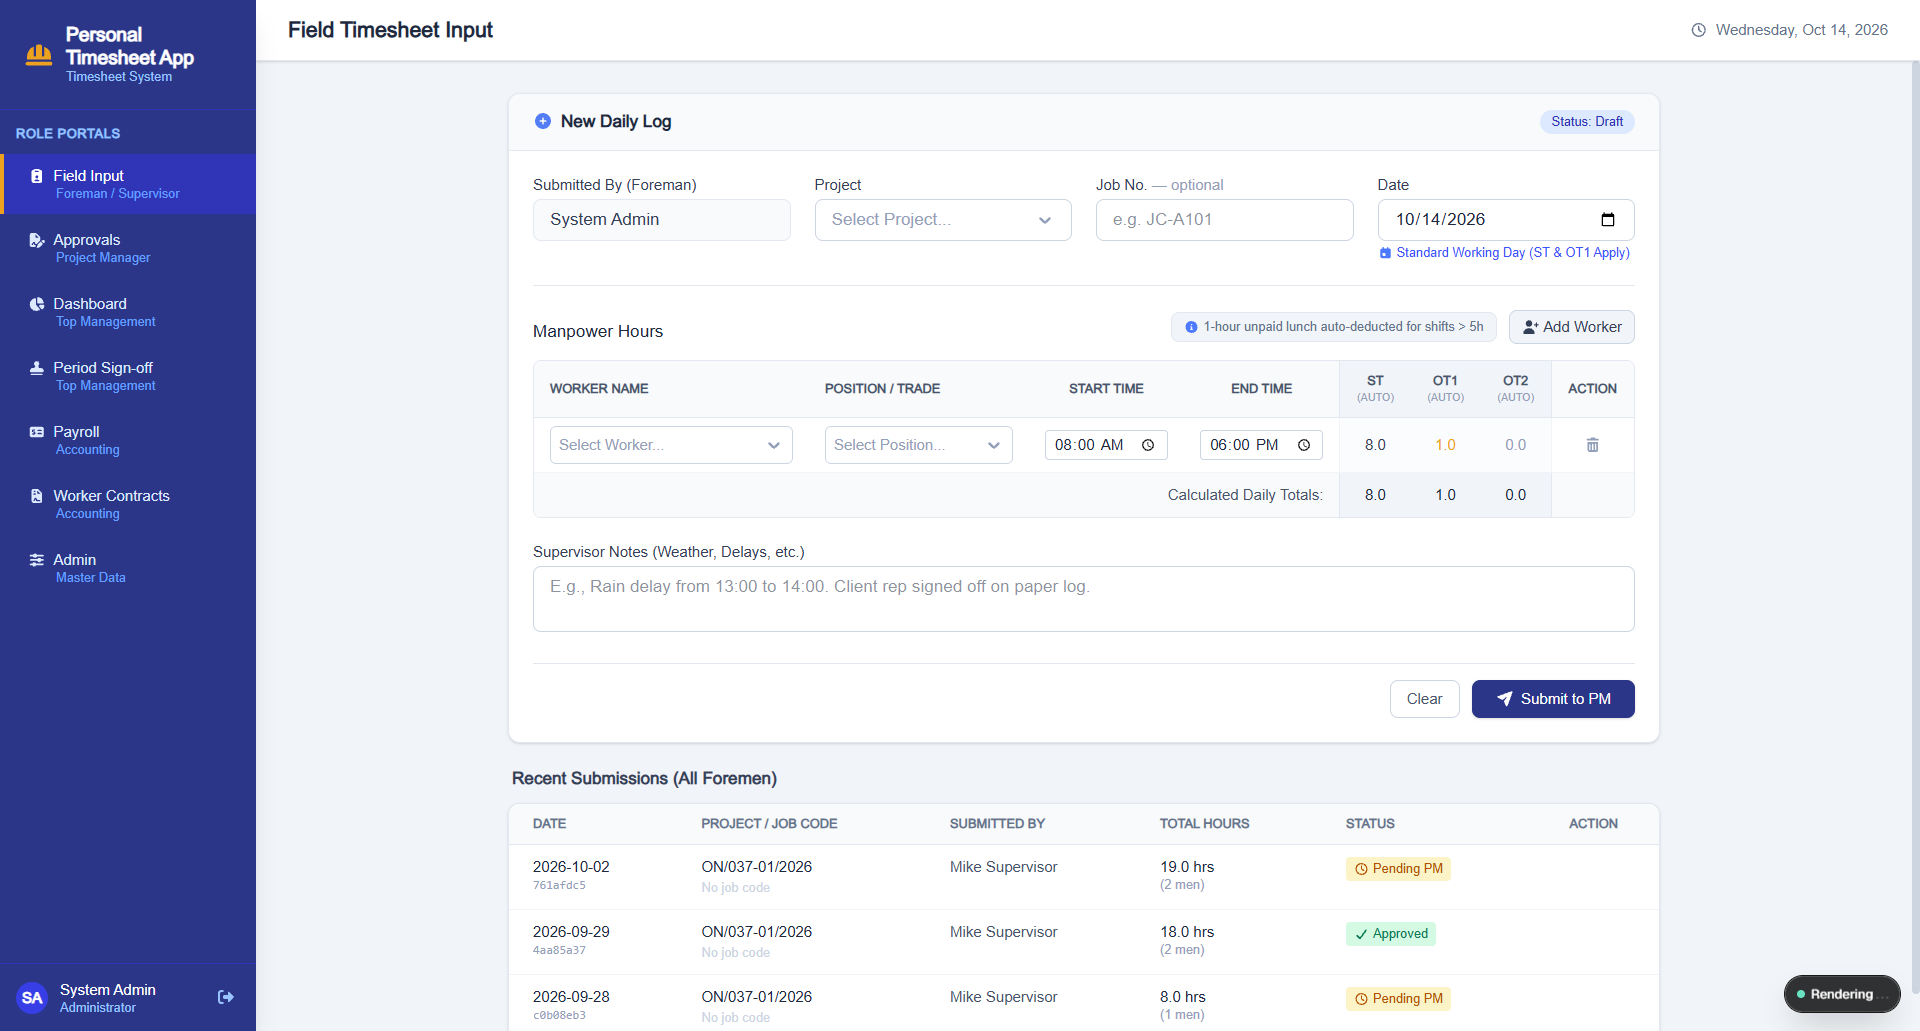 Personal
Timesheet App
Timesheet System
ROLE PORTALS
Field Input
Foreman / Supervisor
Approvals
Project Manager
Dashboard
Top Management
Period Sign-off
Top Management
Payroll
Accounting
Worker Contracts
Accounting
Admin
Master Data
SA
System Admin
Administrator
Field Timesheet Input
Wednesday, Oct 14, 2026
New Daily Log
Status: Draft
Submitted By (Foreman)
Project
Job No. — optional
Date
System Admin
Select Project...
e.g. JC-A101
10/14/2026
Standard Working Day (ST & OT1 Apply)
Manpower Hours
1-hour unpaid lunch auto-deducted for shifts > 5h
Add Worker
WORKER NAME POSITION / TRADE START TIME END TIME ST OT1 OT2 ACTION
(AUTO) (AUTO) (AUTO)
Select Worker... Select Position... 08:00 AM 06:00 PM 8.0 1.0 0.0
Calculated Daily Totals: 8.0 1.0 0.0
Supervisor Notes (Weather, Delays, etc.)
E.g., Rain delay from 13:00 to 14:00. Client rep signed off on paper log.
Clear
Submit to PM
Recent Submissions (All Foremen)
DATE PROJECT / JOB CODE SUBMITTED BY TOTAL HOURS STATUS ACTION
2026-10-02 ON/037-01/2026 Mike Supervisor 19.0 hrs Pending PM
761afdc5 No job code (2 men)
2026-09-29 ON/037-01/2026 Mike Supervisor 18.0 hrs Approved
4aa85a37 No job code (2 men)
2026-09-28 ON/037-01/2026 Mike Supervisor 8.0 hrs Pending PM
c0b08eb3 No job code (1 men)
Rendering...